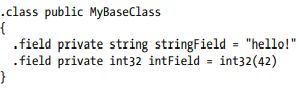 .class public MyBaseClass
{
  .field private string stringField = "hello!"
  .field private int32 intField = int32(42)
}